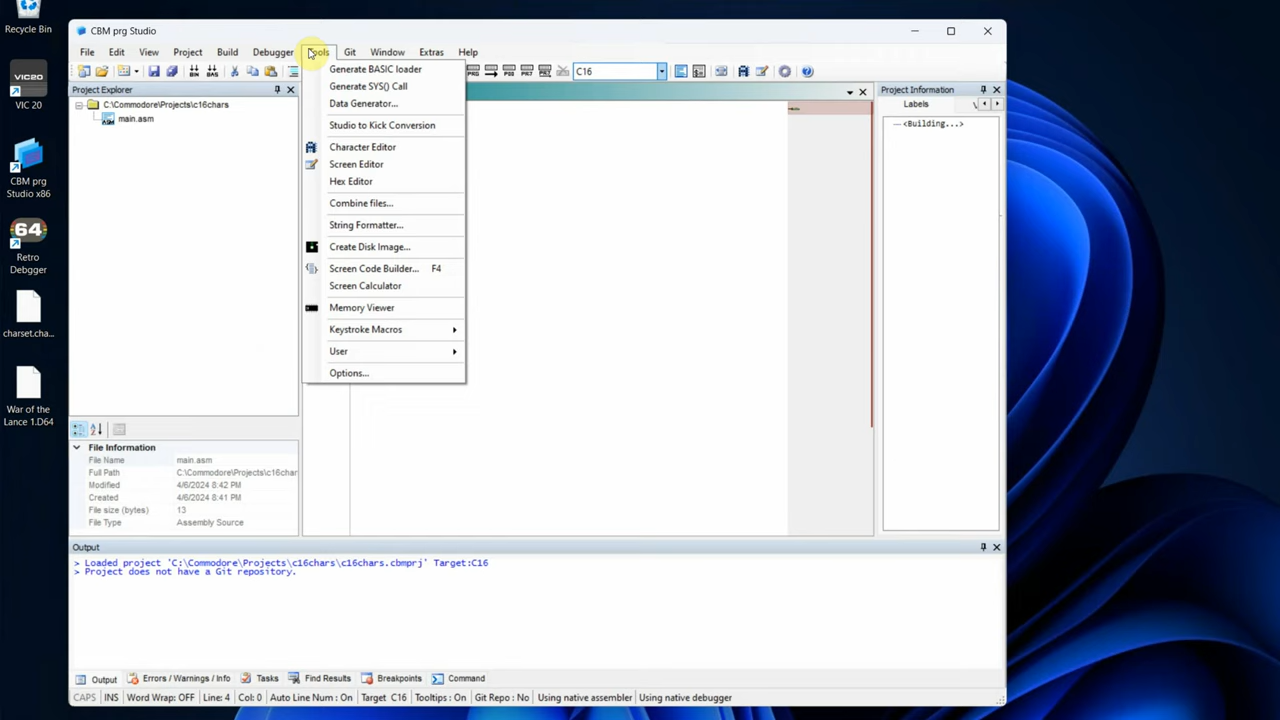 Recycle Bin
VIC20
VIC 20
CBM prg
Studio x86
64
Retro
Debgger
charset.cha...
War of the
Lance 1.D64
CBM prg Studio
File Edit View Project Build Debugger Tools Git Window Extras Help
BIN BAS PRG PRT PRT C16
Project Explorer
C:\Commodore\Projects\c16chars
main.asm
Generate BASIC loader
Generate SYS() Call
Data Generator...
Studio to Kick Conversion
Character Editor
Screen Editor
Hex Editor
Combine files...
String Formatter...
Create Disk Image...
Screen Code Builder... F4
Screen Calculator
Memory Viewer
Keystroke Macros
User
Options...
Project Information
Labels
<Building...>
File Information
File Name main.asm
Full Path C:\Commodore\Projects\c16char
Modified 4/6/2024 8:42 PM
Created 4/6/2024 8:41 PM
File size (bytes) 13
File Type Assembly Source
Output
> Loaded project 'C:\Commodore\Projects\c16chars\c16chars.cbmprj' Target:C16
> Project does not have a Git repository.
Output Errors / Warnings / Info Tasks Find Results Breakpoints Command
CAPS INS Word Wrap: OFF Line: 4 Col: 0 Auto Line Num : On Target C16 Tooltips : On Git Repo : No Using native assembler Using native debugger